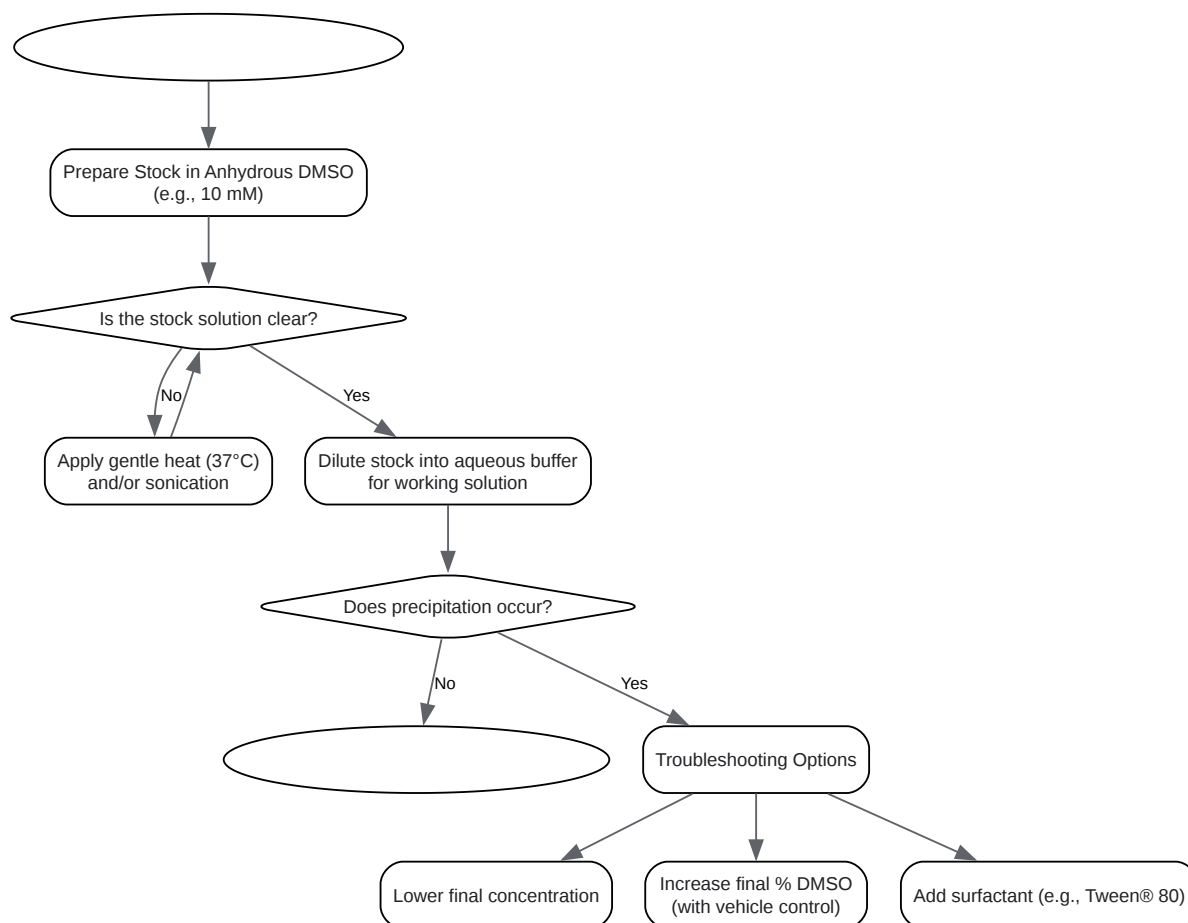 Prepare Stock in Anhydrous DMSO
(e.g., 10 mM)
Is the stock solution clear?
No
Yes
Apply gentle heat (37°C)
and/or sonication
Dilute stock into aqueous buffer
for working solution
Does precipitation occur?
No
Yes
Troubleshooting Options
Lower final concentration
Increase final % DMSO
(with vehicle control)
Add surfactant (e.g., Tween® 80)